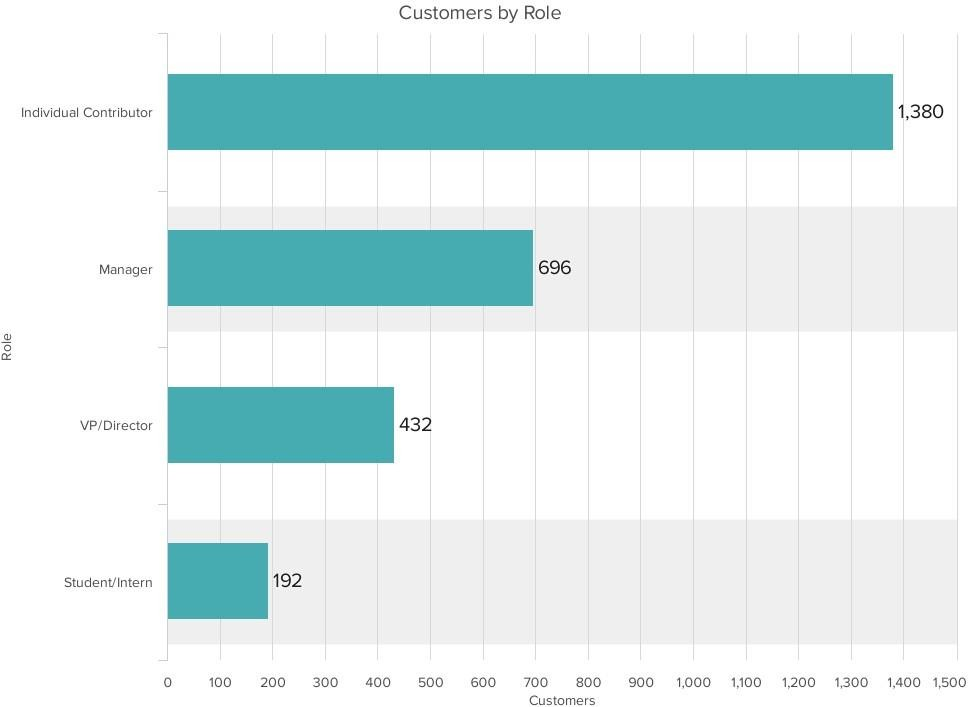 Customers by Role
Individual Contributor
1,380
Manager
696
Role
VP/Director
432
Student/Intern
192
0 100 200 300 400 500 600 700 800 900 1,000 1,100 1,200 1,300 1,400 1,500
Customers